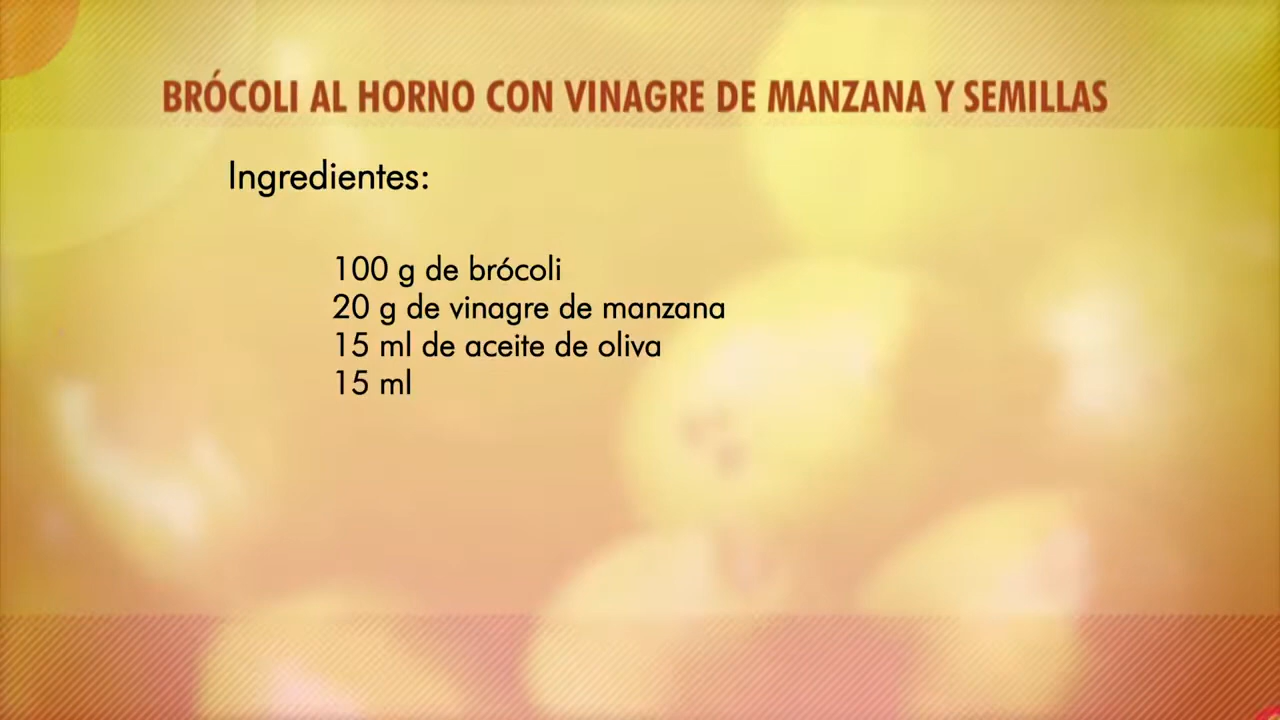 BRÓCOLI AL HORNO CON VINAGRE DE MANZANA Y SEMILLAS
Ingredientes:
100 g de brócoli
20 g de vinagre de manzana
15 ml de aceite de oliva
15 ml